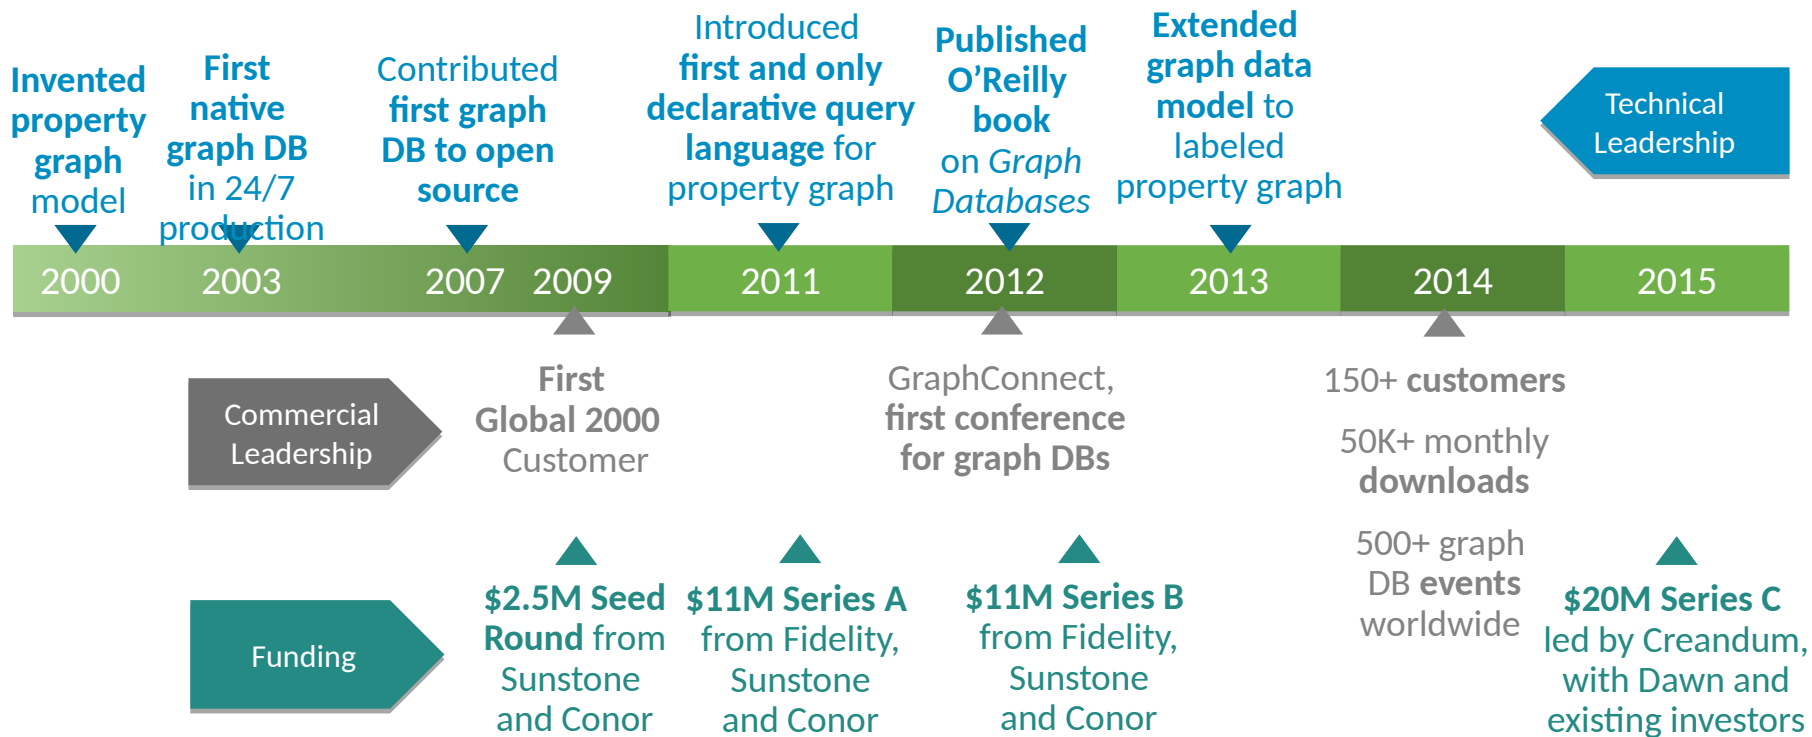 Invented
property
graph
model
First
native
graph DB
in 24/7
production
Contributed
first graph
DB to open
source
Introduced
first and only
declarative query
language for
property graph
Published
O’Reilly
book
on Graph
Databases
Extended
graph data
model to
labeled
property graph
Technical
Leadership
2000 2003 2007 2009 2011 2012 2013 2014 2015
Commercial
Leadership
First
Global 2000
Customer
GraphConnect,
first conference
for graph DBs
150+ customers
50K+ monthly
downloads
500+ graph
DB events
worldwide
Funding
$2.5M Seed
Round from
Sunstone
and Conor
$11M Series A
from Fidelity,
Sunstone
and Conor
$11M Series B
from Fidelity,
Sunstone
and Conor
$20M Series C
led by Creandum,
with Dawn and
existing investors